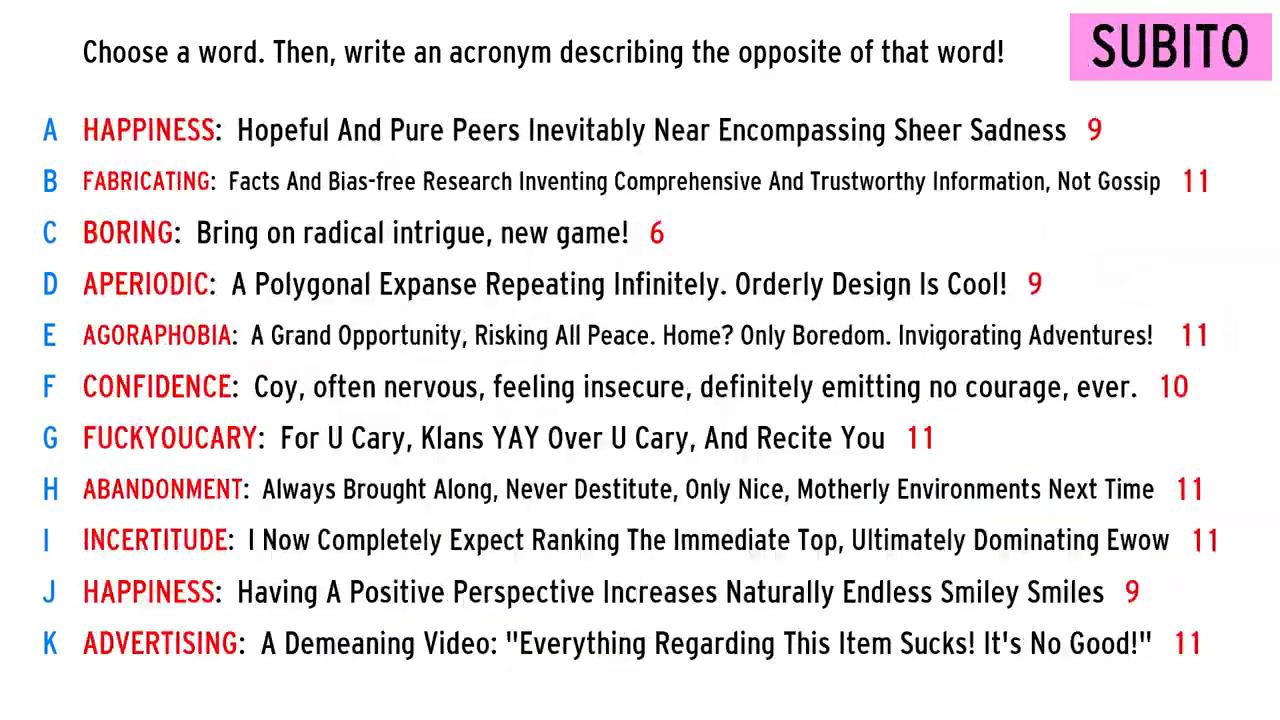 Choose a word. Then, write an acronym describing the opposite of that word!
SUBITO
A HAPPINESS: Hopeful And Pure Peers Inevitably Near Encompassing Sheer Sadness 9
B FABRICATING: Facts And Bias-free Research Inventing Comprehensive And Trustworthy Information, Not Gossip 11
C BORING: Bring on radical intrigue, new game! 6
D APERIODIC: A Polygonal Expanse Repeating Infinitely. Orderly Design Is Cool! 9
E AGORAPHOBIA: A Grand Opportunity, Risking All Peace. Home? Only Boredom. Invigorating Adventures! 11
F CONFIDENCE: Coy, often nervous, feeling insecure, definitely emitting no courage, ever. 10
G FUCKYOUCARY: For U Cary, Klans YAY Over U Cary, And Recite You 11
H ABANDONMENT: Always Brought Along, Never Destitute, Only Nice, Motherly Environments Next Time 11
I INCERTITUDE: I Now Completely Expect Ranking The Immediate Top, Ultimately Dominating Ewow 11
J HAPPINESS: Having A Positive Perspective Increases Naturally Endless Smiley Smiles 9
K ADVERTISING: A Demeaning Video: "Everything Regarding This Item Sucks! It's No Good!" 11